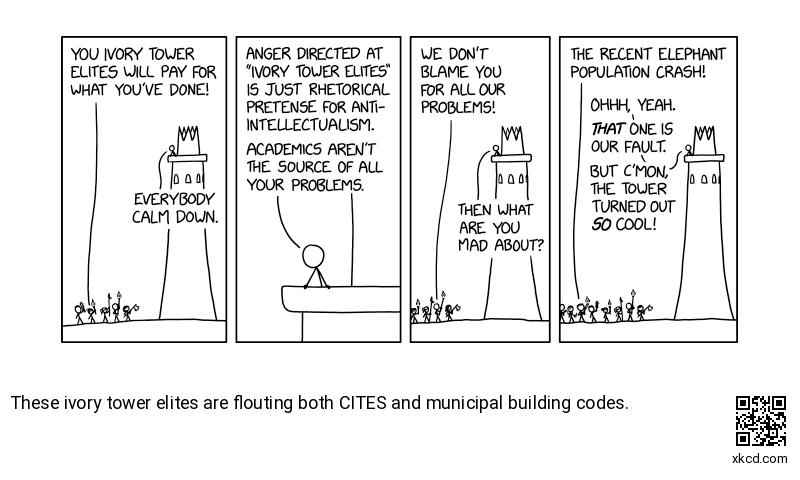 YOU IVORY TOWER
ELITES WILL PAY FOR
WHAT YOU'VE DONE!
EVERYBODY
CALM DOWN.
ANGER DIRECTED AT
"IVORY TOWER ELITES"
IS JUST RHETORICAL
PRETENSE FOR ANTI-
INTELLECTUALISM.
ACADEMICS AREN'T
THE SOURCE OF ALL
YOUR PROBLEMS.
WE DON'T
BLAME YOU
FOR ALL OUR
PROBLEMS!
THEN WHAT
ARE YOU
MAD ABOUT?
THE RECENT ELEPHANT
POPULATION CRASH!
OHHH, YEAH.
THAT ONE IS
OUR FAULT.
BUT C'MON,
THE TOWER
TURNED OUT
SO COOL!
These ivory tower elites are flouting both CITES and municipal building codes.
xkcd.com